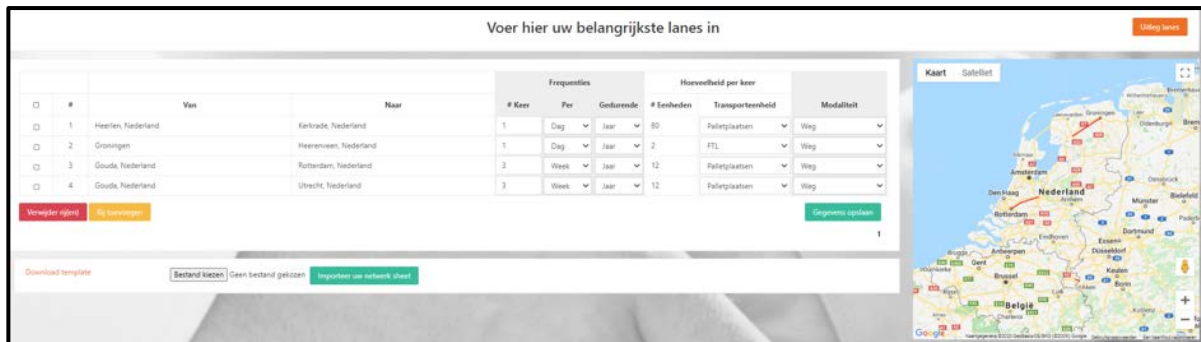 Voer hier uw belangrijkste lanes in
Uitleg lanes
Frequenties Hoeveelheid per keer
# Van Naar # Keer Per Gedurende # Eenheden Transporteenheid Modaliteit
1 Heerlen, Nederland Kerkrade, Nederland 1 Dag Jaar 80 Palletplaatsen Weg
2 Groningen Heerenveen, Nederland 1 Dag Jaar 2 FTL Weg
3 Gouda, Nederland Rotterdam, Nederland 3 Week Jaar 12 Palletplaatsen Weg
4 Gouda, Nederland Utrecht, Nederland 3 Week Jaar 12 Palletplaatsen Weg
Verwijder rij(en) Rij toevoegen Gegevens opslaan
1
Download template Bestand kiezen Geen bestand gekozen Importeer uw netwerk sheet
Kaart Satelliet
Groningen
Oldenburg
Amsterdam
Osnabrück
Den Haag Nederland
Arnhem
Münster Bielefeld
Rotterdam
Dortmund
Eindhoven
Essen
Brugge Antwerpen Düsseldorf
Gent
Keulen
Brussel
Bonn
België
Charleroi
Koblenz
Google